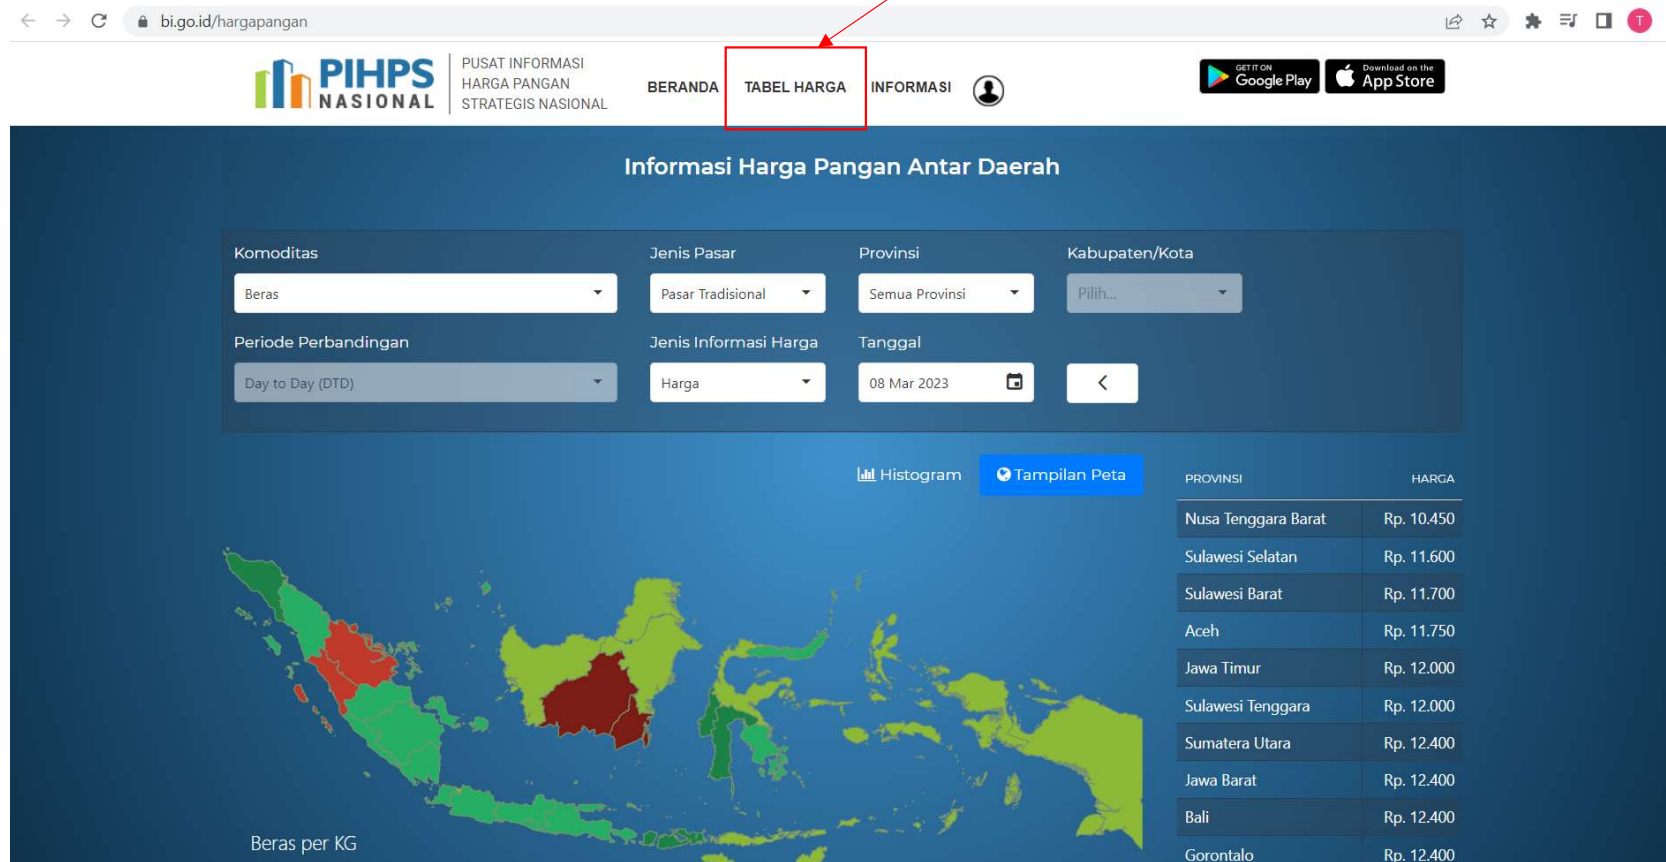 bi.go.id/hargapangan
T
PIHPS
NASIONAL
PUSAT INFORMASI
HARGA PANGAN
STRATEGIS NASIONAL
BERANDA TABEL HARGA INFORMASI
GET IT ON
Google Play
Download on the
App Store
Informasi Harga Pangan Antar Daerah
Komoditas Jenis Pasar Provinsi Kabupaten/Kota
Beras Pasar Tradisional Semua Provinsi Pilih...
Periode Perbandingan Jenis Informasi Harga Tanggal
Day to Day (DTD) Harga 08 Mar 2023
Histogram Tampilan Peta
PROVINSI HARGA
Nusa Tenggara Barat Rp. 10.450
Sulawesi Selatan Rp. 11.600
Sulawesi Barat Rp. 11.700
Aceh Rp. 11.750
Jawa Timur Rp. 12.000
Sulawesi Tenggara Rp. 12.000
Sumatera Utara Rp. 12.400
Jawa Barat Rp. 12.400
Bali Rp. 12.400
Gorontalo Rp. 12.400
Beras per KG